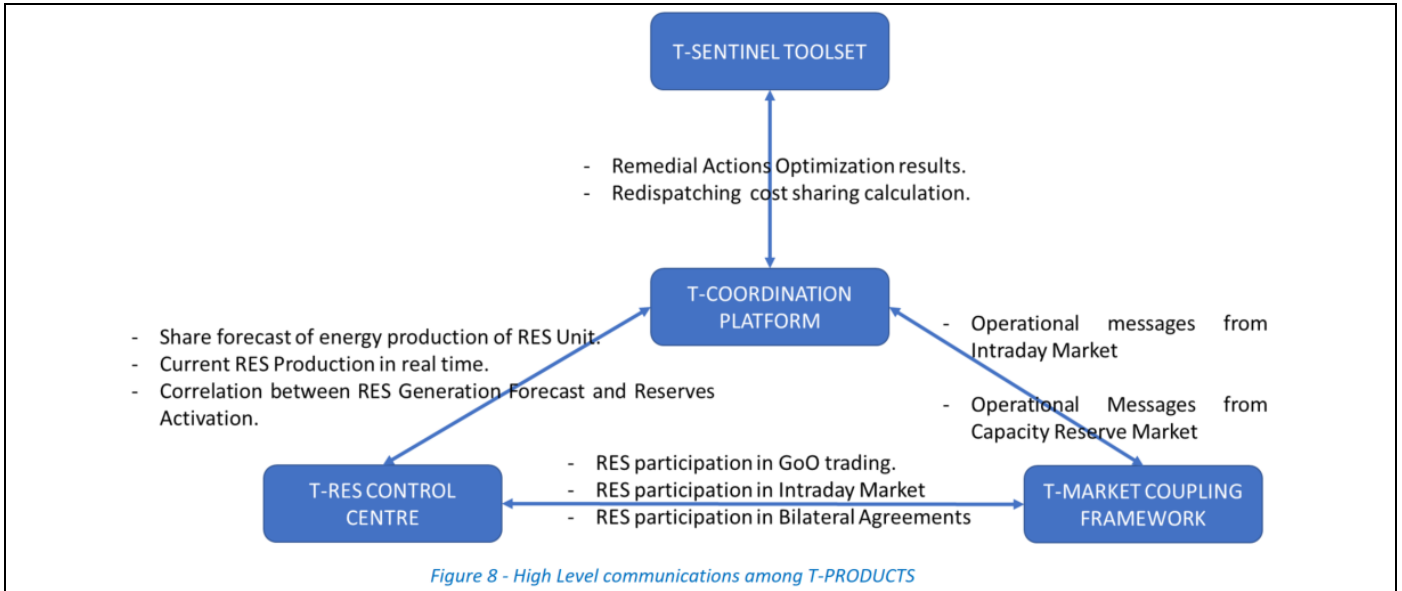 T-SENTINEL TOOLSET
- Remedial Actions Optimization results.
- Redispatching cost sharing calculation.
T-COORDINATION
PLATFORM
- Share forecast of energy production of RES Unit.
- Current RES Production in real time.
- Correlation between RES Generation Forecast and Reserves
Activation.
- Operational messages from
Intraday Market
- Operational Messages from
Capacity Reserve Market
T-RES CONTROL
CENTRE
- RES participation in GoO trading.
- RES participation in Intraday Market
- RES participation in Bilateral Agreements
T-MARKET COUPLING
FRAMEWORK
Figure 8 - High Level communications among T-PRODUCTS